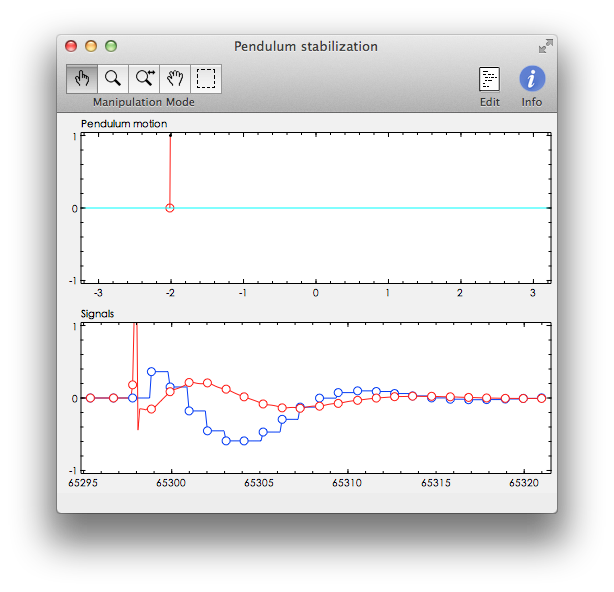 Pendulum stabilization
Manipulation Mode
Edit
Info
Pendulum motion
1
0
-1
-3 -2 -1 0 1 2 3
Signals
1
0
-1
65295 65300 65305 65310 65315 65320